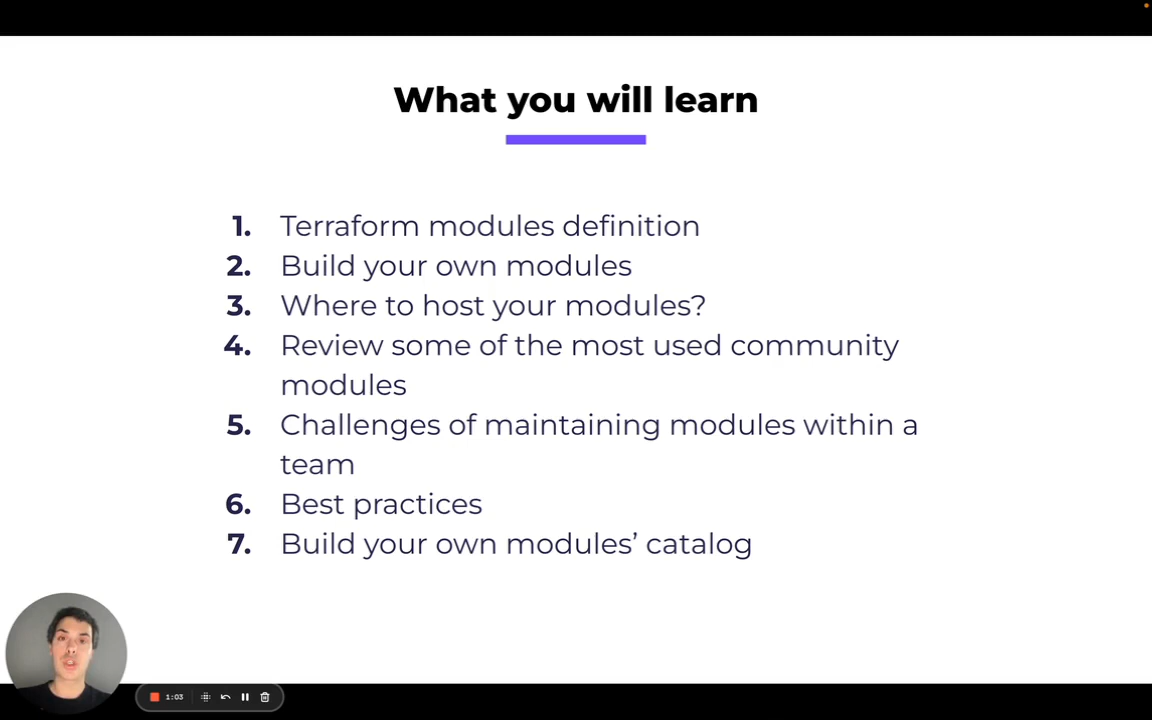 What you will learn
1. Terraform modules definition
2. Build your own modules
3. Where to host your modules?
4. Review some of the most used community
modules
5. Challenges of maintaining modules within a
team
6. Best practices
7. Build your own modules’ catalog
1:03